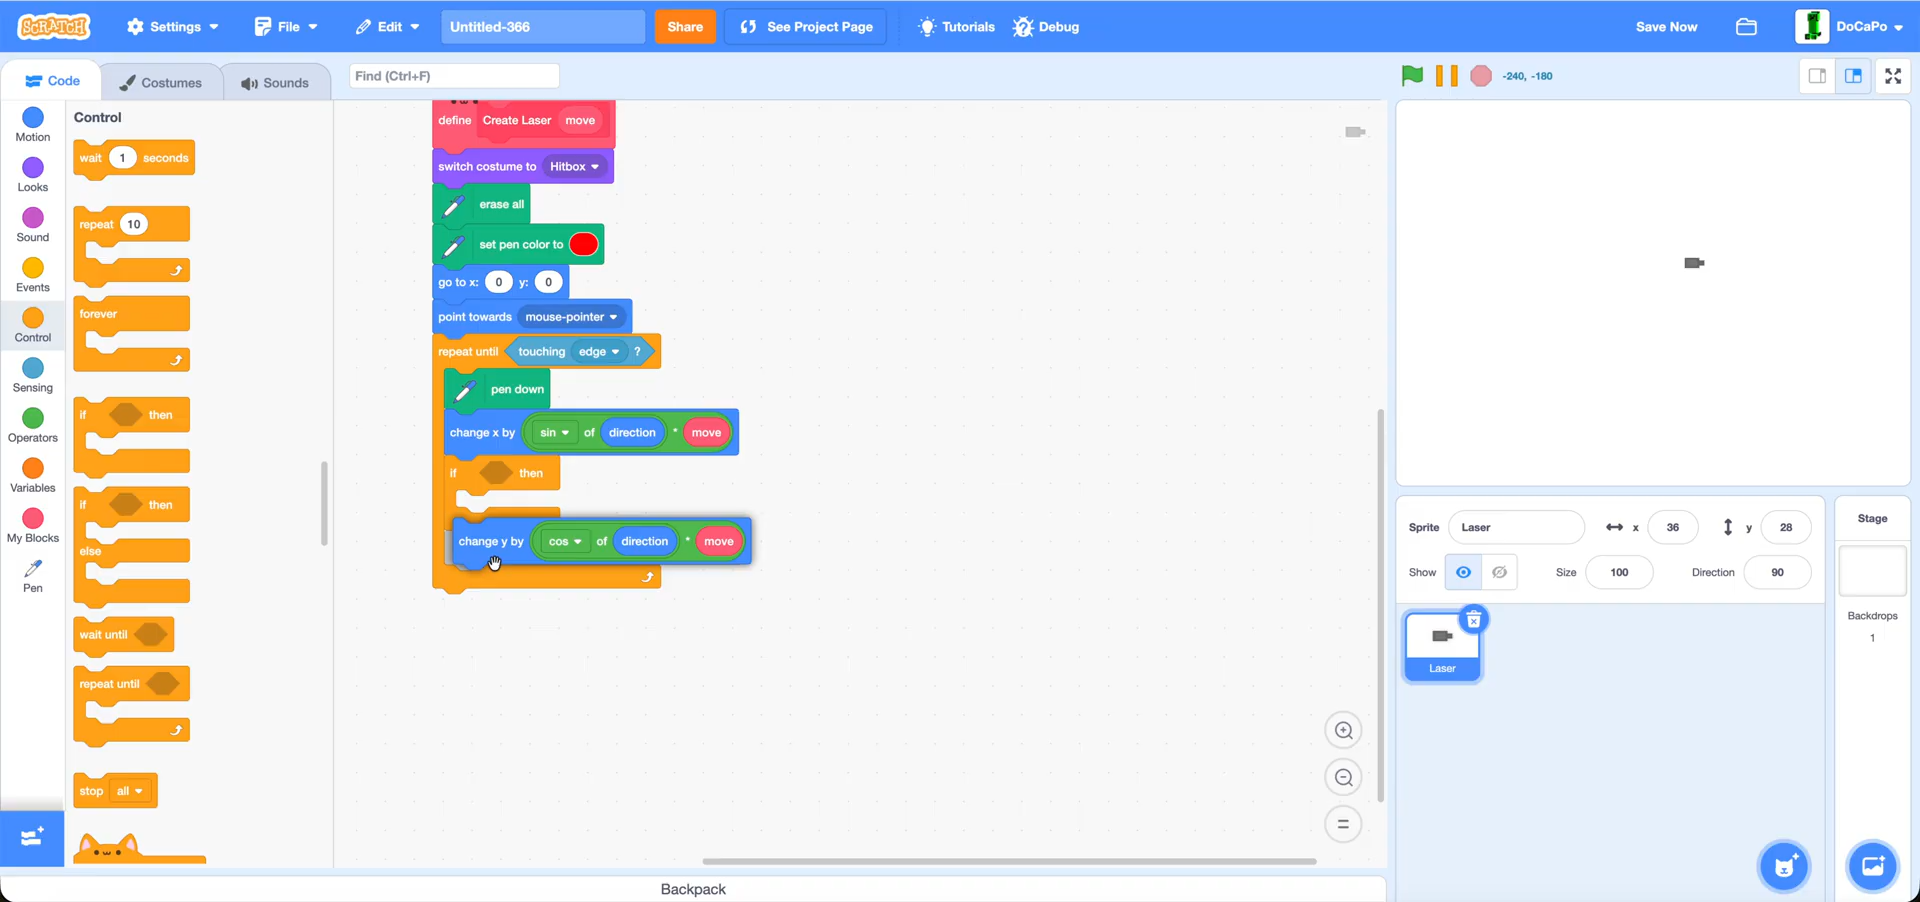 SCRATCH Settings File Edit Untitled-366 Share See Project Page Tutorials Debug Save Now DoCaPo
Code Costumes Sounds Find (Ctrl+F) -240, -180
Motion
Looks
Sound
Events
Control
Sensing
Operators
Variables
My Blocks
Pen
Control
wait 1 seconds
repeat 10
forever
if then
if then
else
wait until
repeat until
stop all
define Create Laser move
switch costume to Hitbox
erase all
set pen color to
go to x: 0 y: 0
point towards mouse-pointer
repeat until touching edge ?
pen down
change x by sin of direction * move
if then
change y by cos of direction * move
Sprite Laser x 36 y 28
Show Size 100 Direction 90
Laser
Stage
Backdrops
1
Backpack